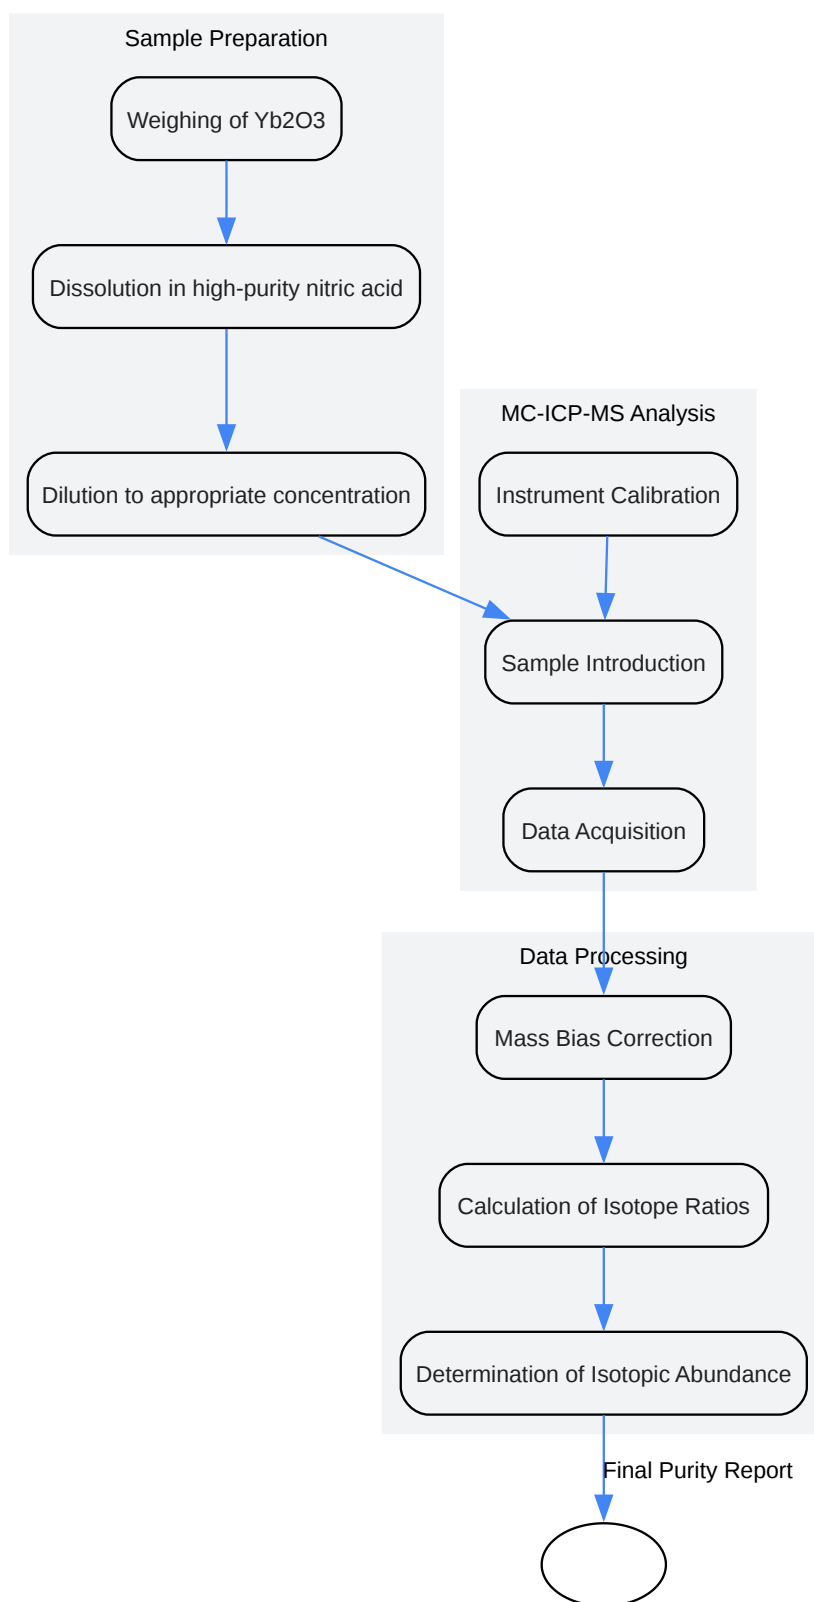 Sample Preparation
Weighing of Yb2O3
Dissolution in high-purity nitric acid
Dilution to appropriate concentration
MC-ICP-MS Analysis
Instrument Calibration
Sample Introduction
Data Acquisition
Data Processing
Mass Bias Correction
Calculation of Isotope Ratios
Determination of Isotopic Abundance
Final Purity Report